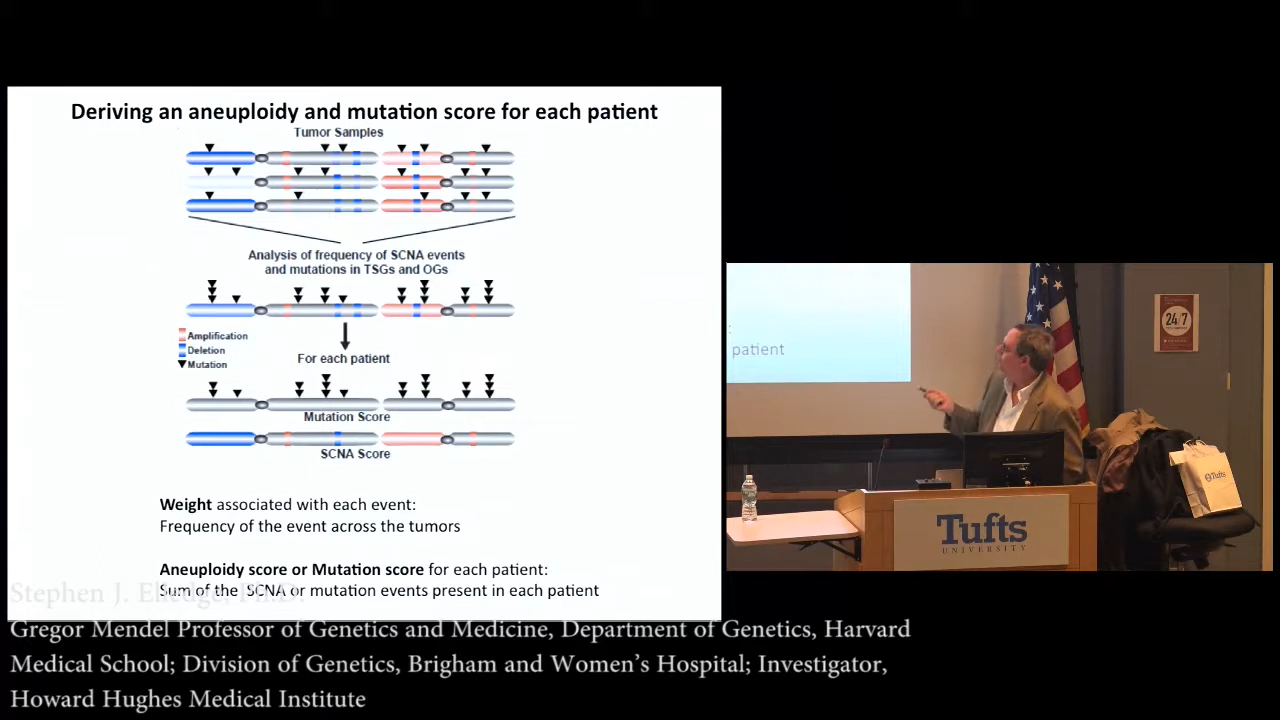 Deriving an aneuploidy and mutation score for each patient
Tumor Samples
Analysis of frequency of SCNA events
and mutations in TSGs and OGs
Amplification
Deletion
Mutation
For each patient
Mutation Score
SCNA Score
Weight associated with each event:
Frequency of the event across the tumors
Aneuploidy score or Mutation score for each patient:
Sum of the SCNA or mutation events present in each patient
Stephen J. Elledge, Ph.D.
Gregor Mendel Professor of Genetics and Medicine, Department of Genetics, Harvard
Medical School; Division of Genetics, Brigham and Women's Hospital; Investigator,
Howard Hughes Medical Institute
:
patient
24/7
Tufts
Tufts
UNIVERSITY